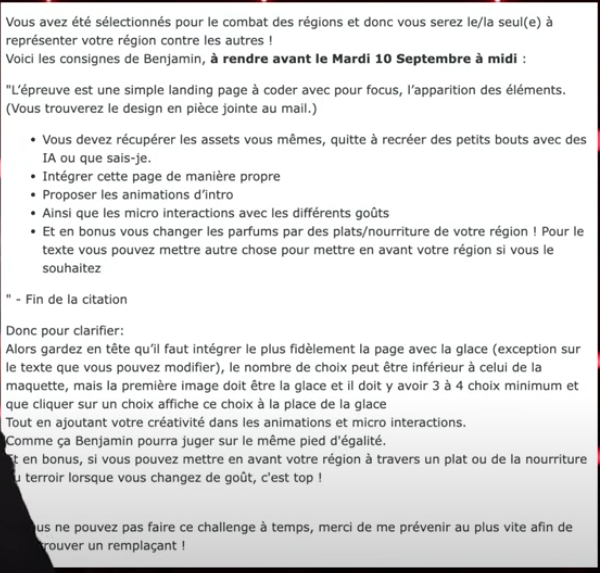 Vous avez été sélectionnés pour le combat des régions et donc vous serez le/la seul(e) à
représenter votre région contre les autres !
Voici les consignes de Benjamin, à rendre avant le Mardi 10 Septembre à midi :
"L'épreuve est une simple landing page à coder avec pour focus, l'apparition des éléments.
(Vous trouverez le design en pièce jointe au mail.)
• Vous devez récupérer les assets vous mêmes, quitte à recréer des petits bouts avec des
IA ou que sais-je.
• Intégrer cette page de manière propre
• Proposer les animations d'intro
• Ainsi que les micro interactions avec les différents goûts
• Et en bonus vous changer les parfums par des plats/nourriture de votre région ! Pour le
texte vous pouvez mettre autre chose pour mettre en avant votre région si vous le
souhaitez
" - Fin de la citation
Donc pour clarifier:
Alors gardez en tête qu'il faut intégrer le plus fidèlement la page avec la glace (exception sur
le texte que vous pouvez modifier), le nombre de choix peut être inférieur à celui de la
maquette, mais la première image doit être la glace et il doit y avoir 3 à 4 choix minimum et
que cliquer sur un choix affiche ce choix à la place de la glace
Tout en ajoutant votre créativité dans les animations et micro interactions.
Comme ça Benjamin pourra juger sur le même pied d'égalité.
Et en bonus, si vous pouvez mettre en avant votre région à travers un plat ou de la nourriture
du terroir lorsque vous changez de goût, c'est top !
ne pouvez pas faire ce challenge à temps, merci de me prévenir au plus vite afin de
un remplaçant !